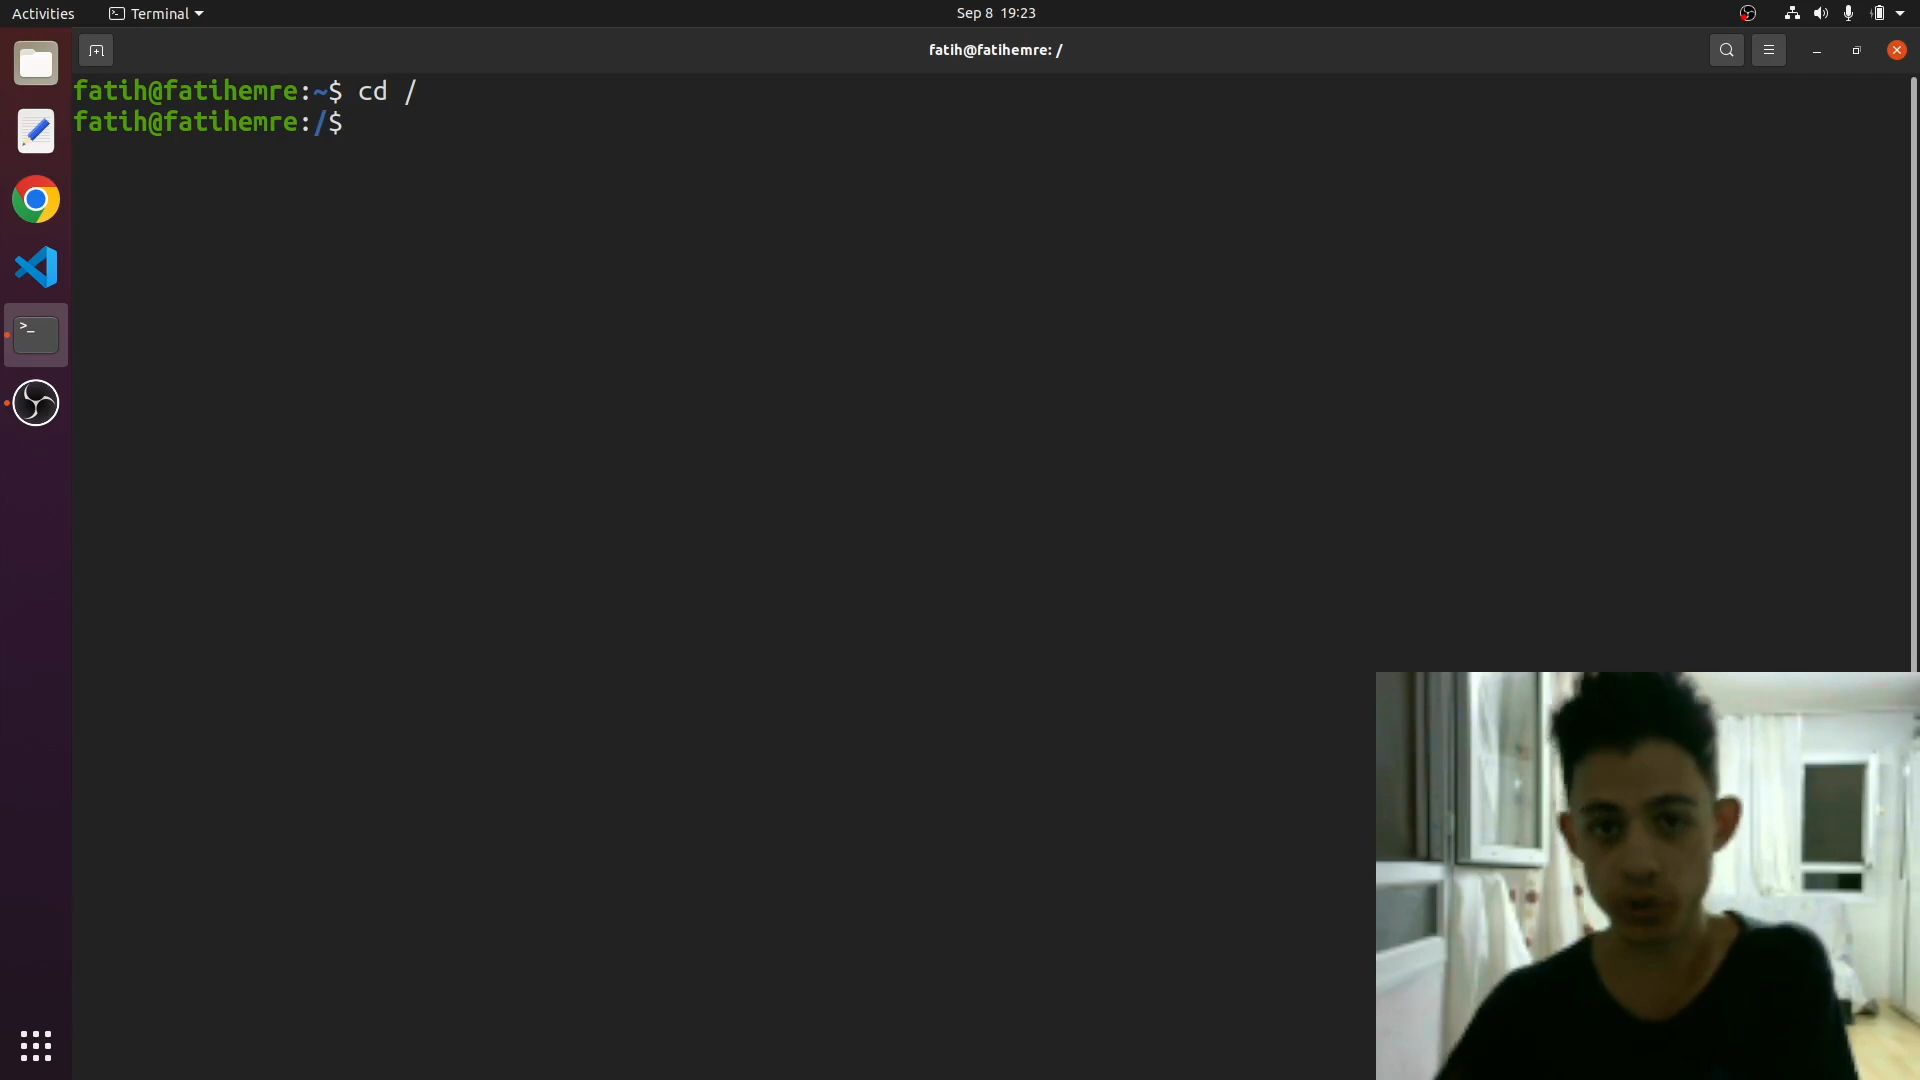 Activities
Terminal
Sep 8 19:23
fatih@fatihemre: /
fatih@fatihemre:~$ cd /
fatih@fatihemre:/$
>_